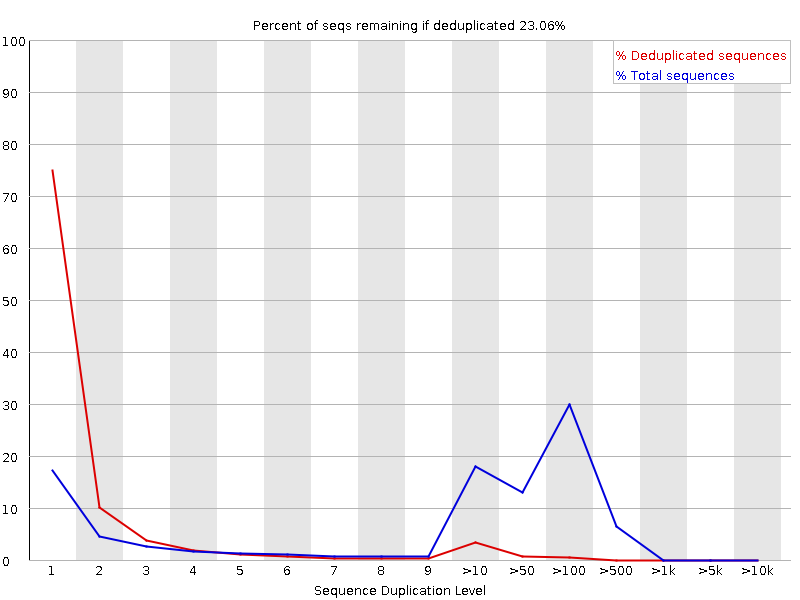 Percent of seqs remaining if deduplicated 23.06%
% Deduplicated sequences
% Total sequences
100
90
80
70
60
50
40
30
20
10
0
1 2 3 4 5 6 7 8 9 >10 >50 >100 >500 >1k >5k >10k
Sequence Duplication Level